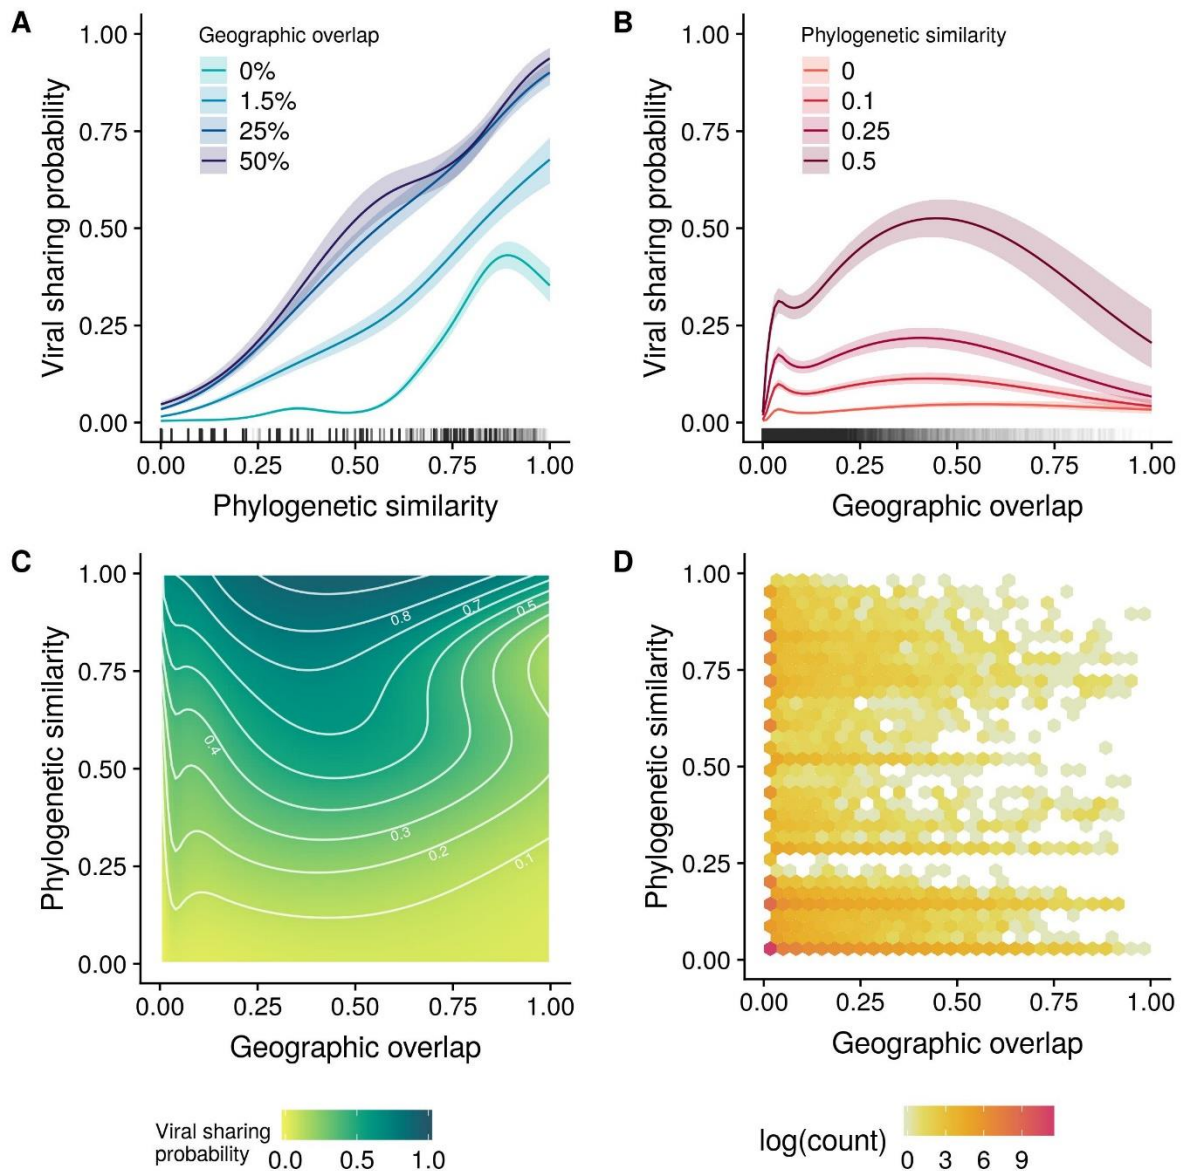 A
Geographic overlap
0%
1.5%
25%
50%
Viral sharing probability
1.00
0.75
0.50
0.25
0.00
0.00 0.25 0.50 0.75 1.00
Phylogenetic similarity
B
Phylogenetic similarity
0
0.1
0.25
0.5
Viral sharing probability
1.00
0.75
0.50
0.25
0.00
0.00 0.25 0.50 0.75 1.00
Geographic overlap
C
Phylogenetic similarity
1.00
0.75
0.50
0.25
0.00
0.8
0.7
0.5
0.4
0.3
0.2
0.1
0.00 0.25 0.50 0.75 1.00
Geographic overlap
Viral sharing
probability
0.0 0.5 1.0
D
Phylogenetic similarity
1.00
0.75
0.50
0.25
0.00
0.00 0.25 0.50 0.75 1.00
Geographic overlap
log(count)
0 3 6 9